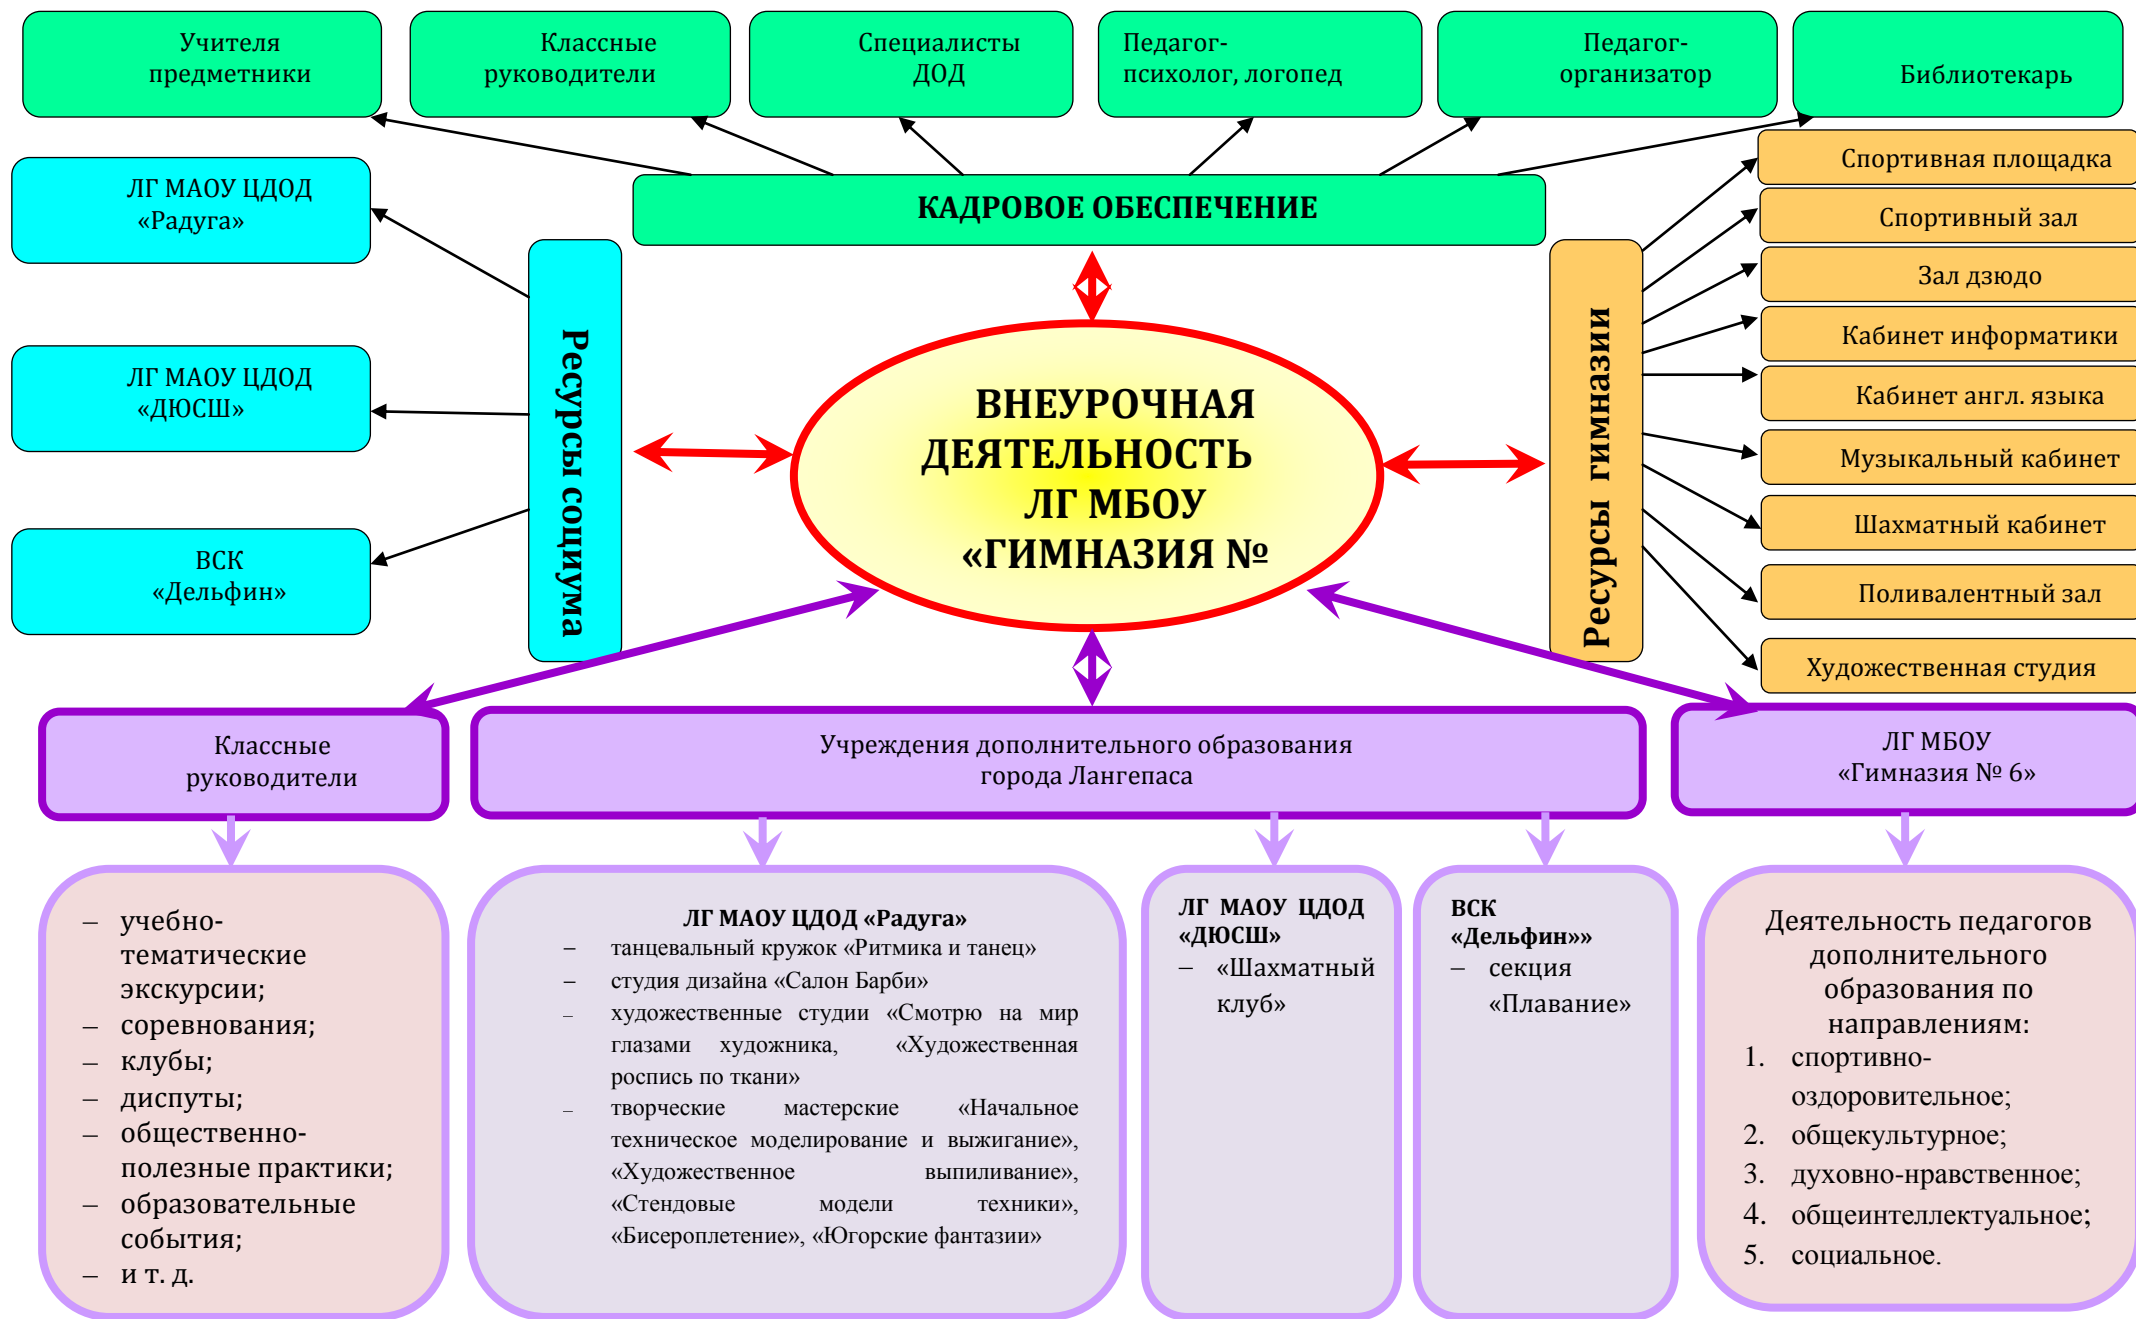 Учителя
предметники
Классные
руководители
Специалисты
ДОД
Педагог-
психолог, логопед
Педагог-
организатор
Библиотекарь
КАДРОВОЕ ОБЕСПЕЧЕНИЕ
ЛГ МАОУ ЦДОД
«Радуга»
ЛГ МАОУ ЦДОД
«ДЮСШ»
ВСК
«Дельфин»
Ресурсы социума
ВНЕУРОЧНАЯ
ДЕЯТЕЛЬНОСТЬ
ЛГ МБОУ
«ГИМНАЗИЯ №
Ресурсы гимназии
Спортивная площадка
Спортивный зал
Зал дзюдо
Кабинет информатики
Кабинет англ. языка
Музыкальный кабинет
Шахматный кабинет
Поливалентный зал
Художественная студия
Классные
руководители
Учреждения дополнительного образования
города Лангепаса
ЛГ МБОУ
«Гимназия № 6»
– учебно-
тематические
экскурсии;
– соревнования;
– клубы;
– диспуты;
– общественно-
полезные практики;
– образовательные
события;
– и т. д.
ЛГ МАОУ ЦДОД «Радуга»
– танцевальный кружок «Ритмика и танец»
– студия дизайна «Салон Барби»
– художественные студии «Смотрю на мир
глазами художника, «Художественная
роспись по ткани»
– творческие мастерские «Начальное
техническое моделирование и выжигание»,
«Художественное выпиливание»,
«Стендовые модели техники»,
«Бисероплетение», «Югорские фантазии»
ЛГ МАОУ ЦДОД
«ДЮСШ»
– «Шахматный
клуб»
ВСК
«Дельфин»»
– секция
«Плавание»
Деятельность педагогов
дополнительного
образования по
направлениям:
1. спортивно-
оздоровительное;
2. общекультурное;
3. духовно-нравственное;
4. общеинтеллектуальное;
5. социальное.